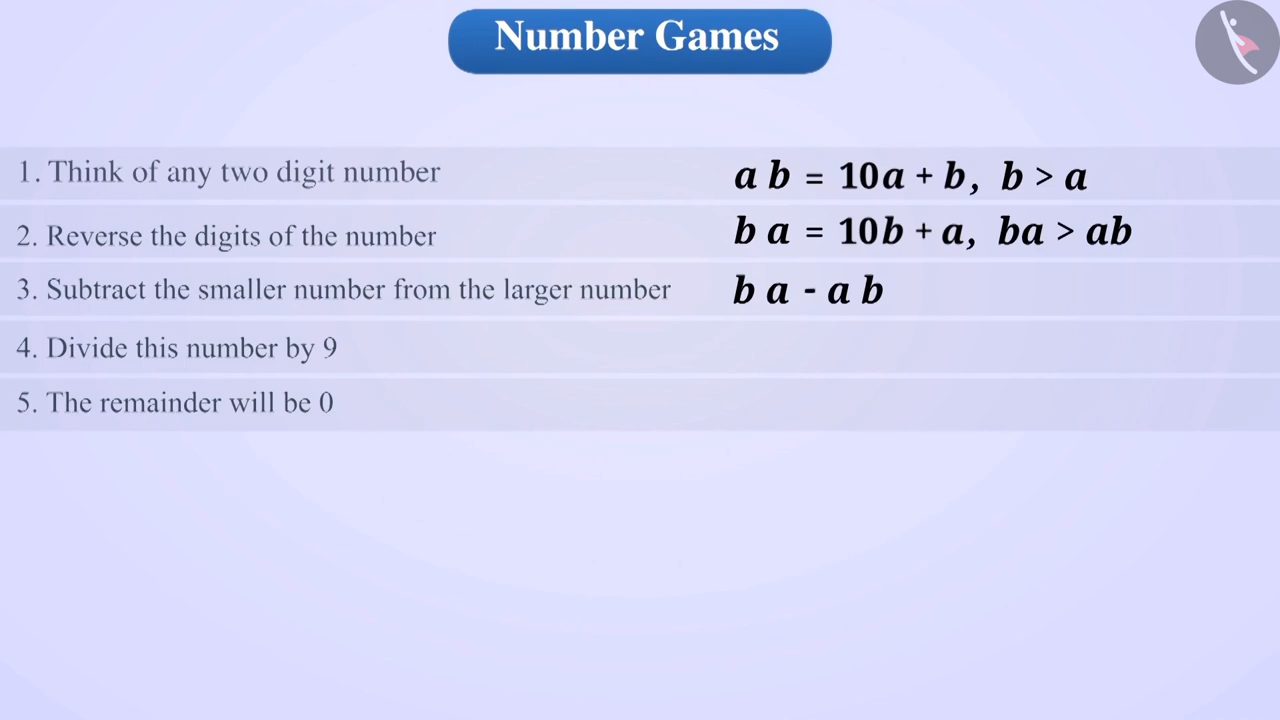 Number Games
1. Think of any two digit number a b = 10a + b, b > a
2. Reverse the digits of the number b a = 10b + a, ba > ab
3. Subtract the smaller number from the larger number b a - a b
4. Divide this number by 9
5. The remainder will be 0